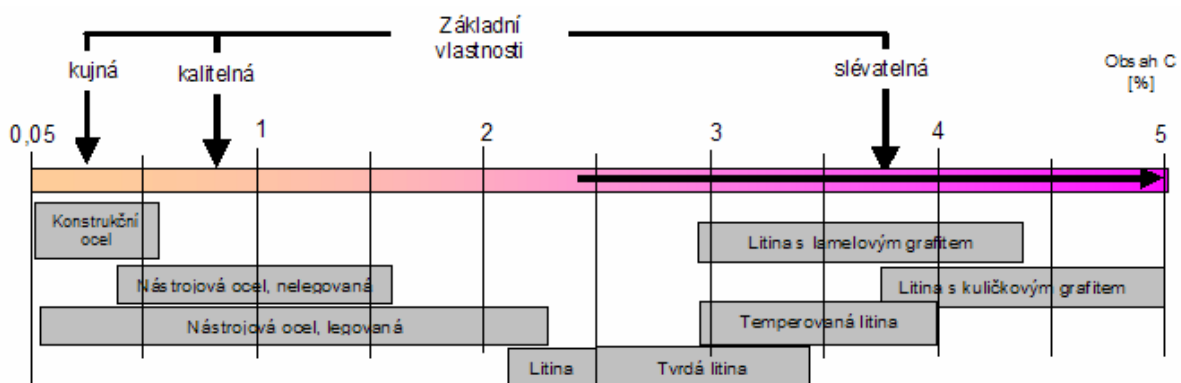 Základní
vlastnosti
kujná
kalitelná
slévatelná
Obsah C
[%]
0,05
1
2
3
4
5
Konstrukční
ocel
Litina s lamelovým grafitem
Nástrojová ocel, nelegovaná
Litina s kuličkovým grafitem
Nástrojová ocel, legovaná
Temperovaná litina
Litina
Tvrdá litina